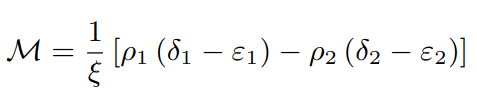 ℳ = 1/ξ [ρ₁ (δ₁ − ε₁) − ρ₂ (δ₂ − ε₂)]